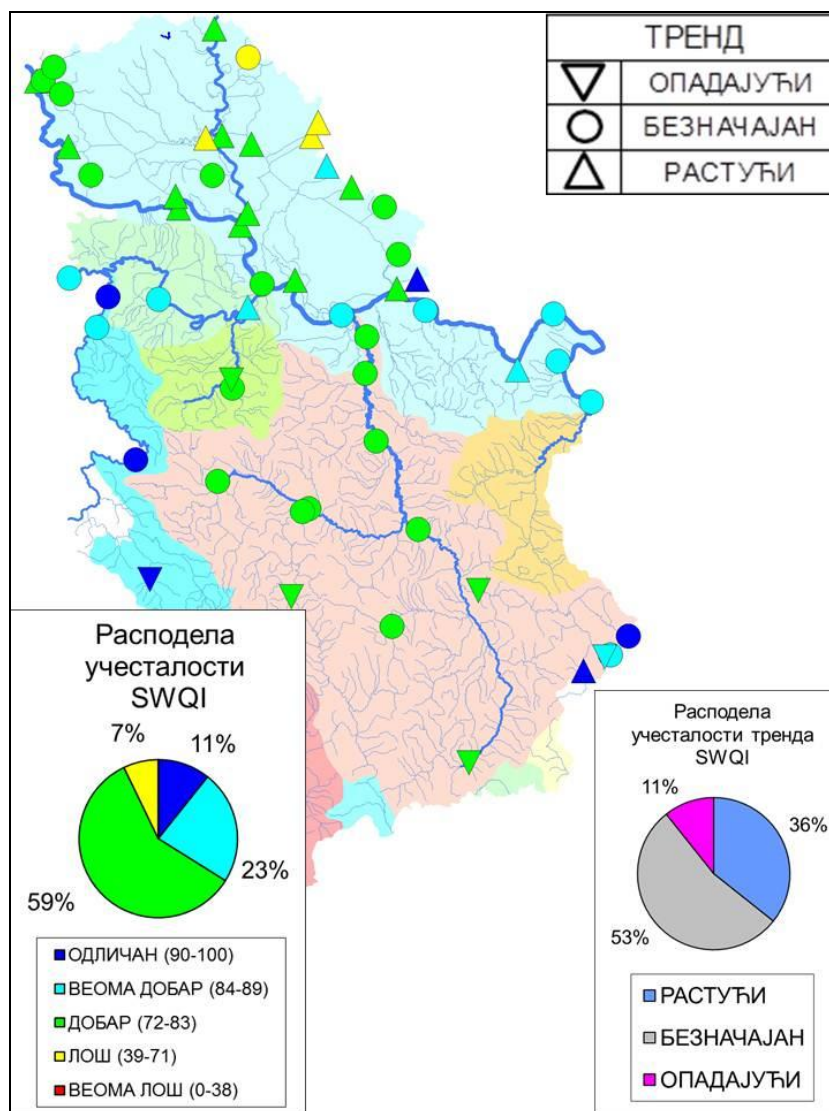 ТРЕНД
ОПАДАЈУЋИ
БЕЗНАЧАЈАН
РАСТУЋИ
Расподела
учесталости
SWQI
7%
11%
23%
59%
ОДЛИЧАН (90-100)
ВЕОМА ДОБАР (84-89)
ДОБАР (72-83)
ЛОШ (39-71)
ВЕОМА ЛОШ (0-38)
Расподела
учесталости тренда
SWQI
11%
36%
53%
РАСТУЋИ
БЕЗНАЧАЈАН
ОПАДАЈУЋИ